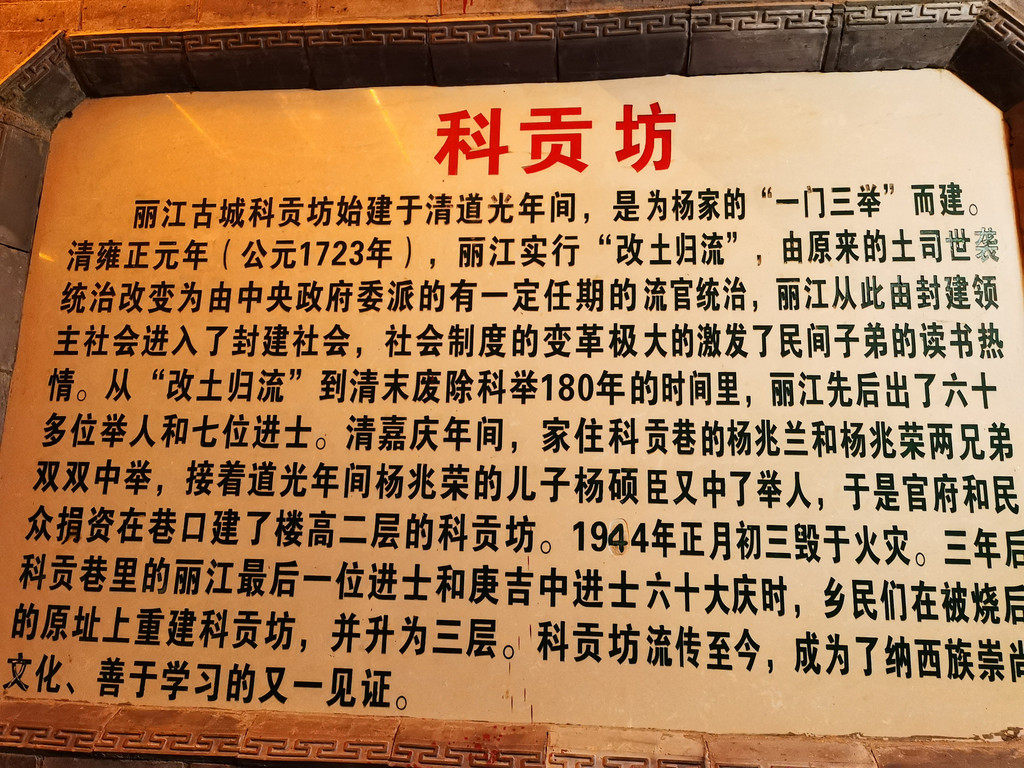 科贡坊
丽江古城科贡坊始建于清道光年间，是为杨家的“一门三举”而建。
清雍正元年（公元1723年），丽江实行“改土归流”，由原来的土司世袭
统治改变为由中央政府委派的有一定任期的流官统治，丽江从此由封建领
主社会进入了封建社会，社会制度的变革极大的激发了民间子弟的读书热
情。从“改土归流”到清末废除科举180年的时间里，丽江先后出了六十
多位举人和七位进士。清嘉庆年间，家住科贡巷的杨兆兰和杨兆荣两兄弟
双双中举，接着道光年间杨兆荣的儿子杨硕臣又中了举人，于是官府和民
众捐资在巷口建了楼高二层的科贡坊。1944年正月初三毁于火灾。三年后
科贡巷里的丽江最后一位进士和庚吉中进士六十大庆时，乡民们在被烧后
的原址上重建科贡坊，并升为三层。科贡坊流传至今，成为了纳西族崇尚
文化、善于学习的又一见证。